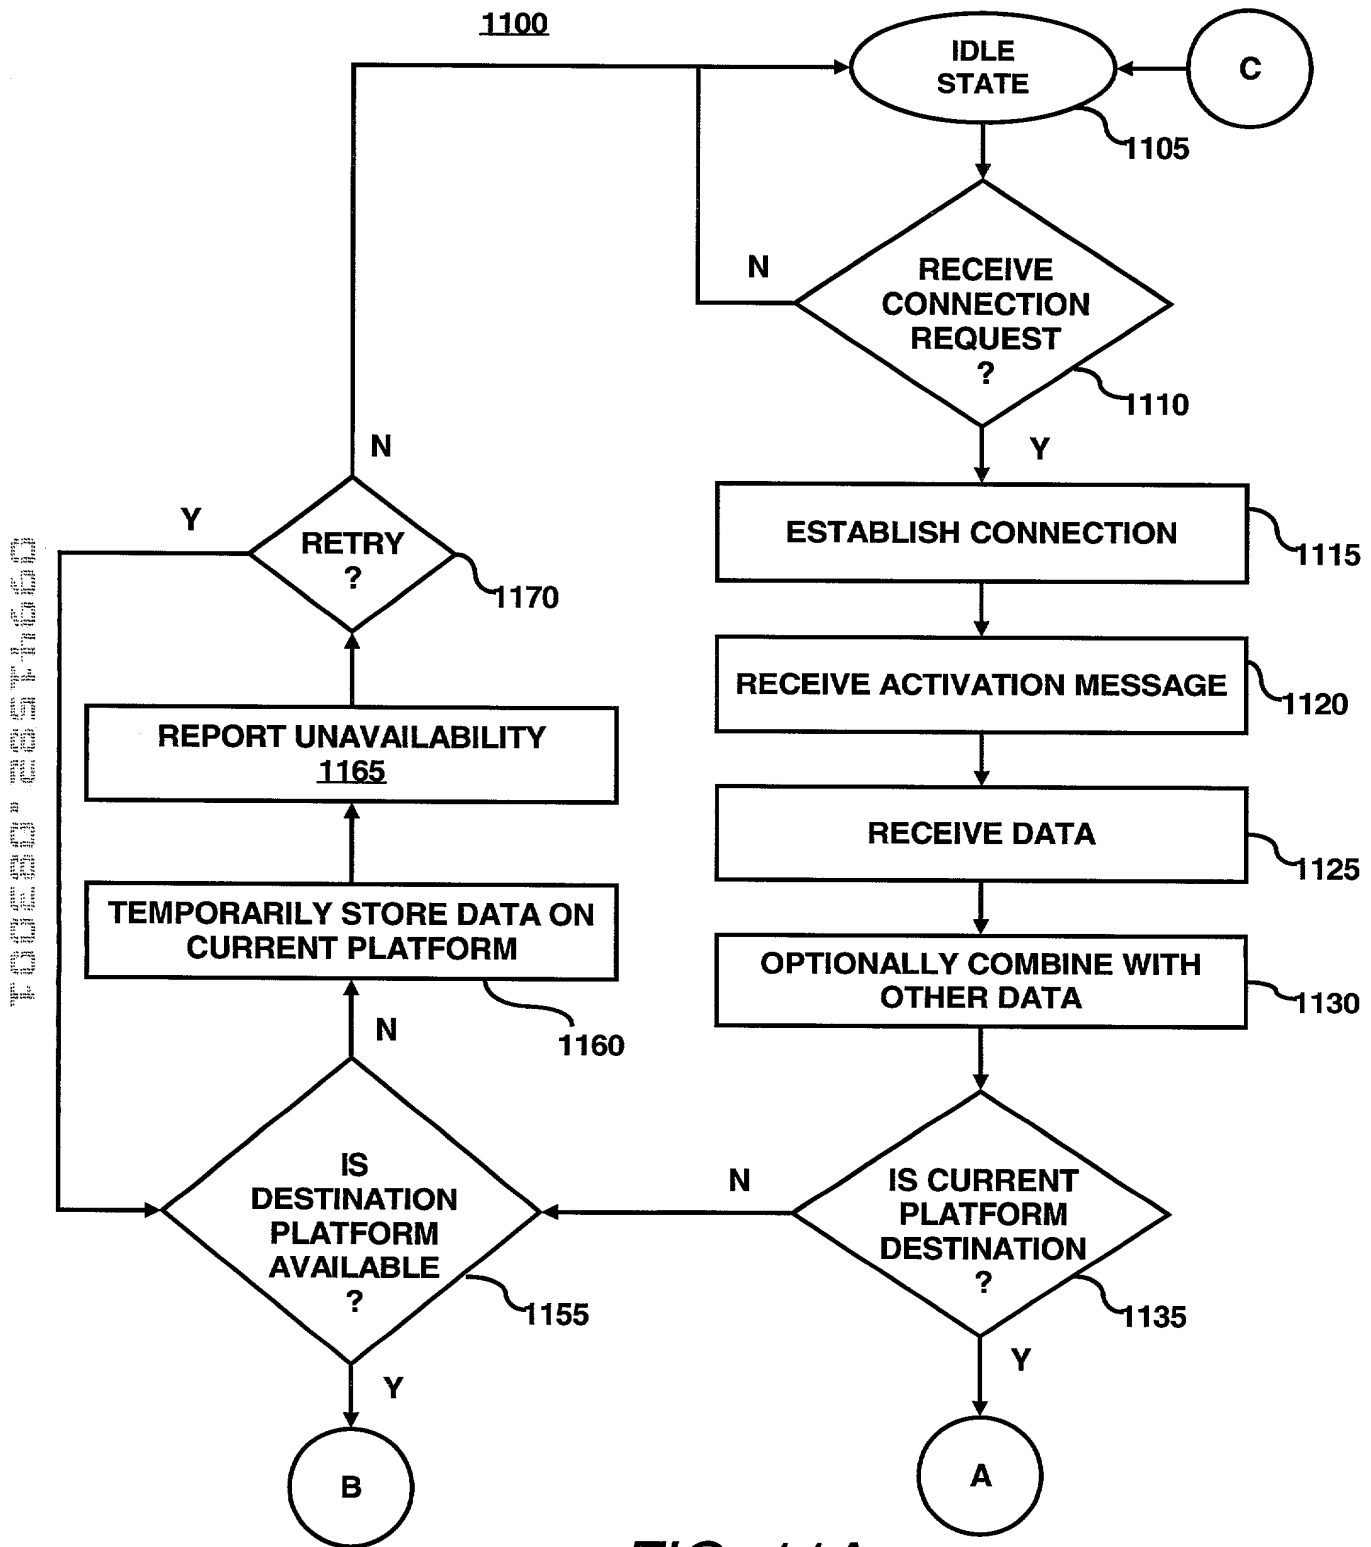 1100
IDLE
STATE
C
1105
N
RECEIVE
CONNECTION
REQUEST
?
1110
N
Y
Y
RETRY
?
1170
ESTABLISH CONNECTION
1115
RECEIVE ACTIVATION MESSAGE
1120
REPORT UNAVAILABILITY
1165
RECEIVE DATA
1125
TEMPORARILY STORE DATA ON
CURRENT PLATFORM
1160
OPTIONALLY COMBINE WITH
OTHER DATA
1130
N
IS
DESTINATION
PLATFORM
AVAILABLE
?
1155
N
IS CURRENT
PLATFORM
DESTINATION
?
1135
Y
Y
B
A